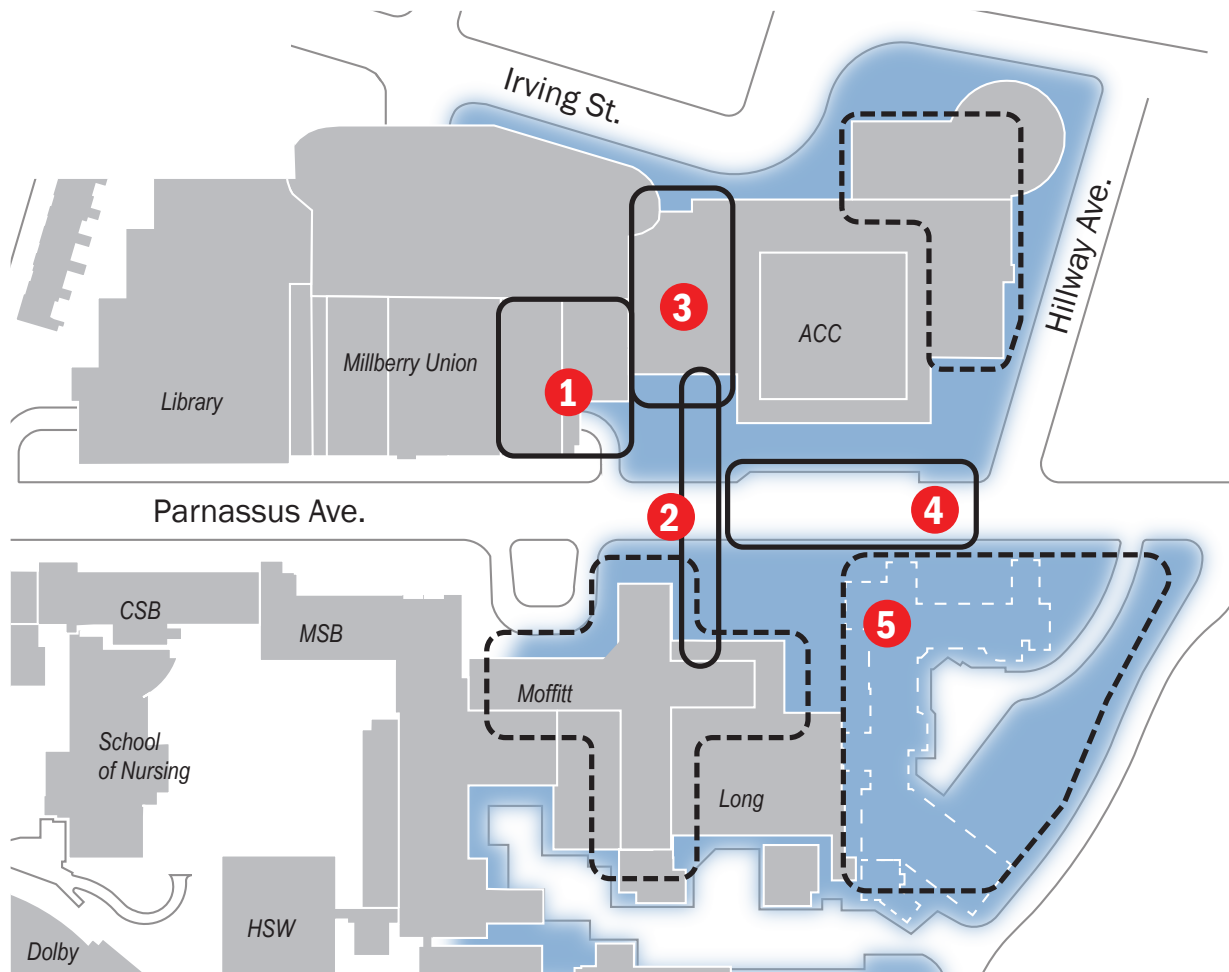 Irving St.
Hillway Ave.
3
ACC
Millberry Union
1
Library
Parnassus Ave.
2
4
CSB
MSB
5
Moffitt
School
of Nursing
Long
HSW
Dolby